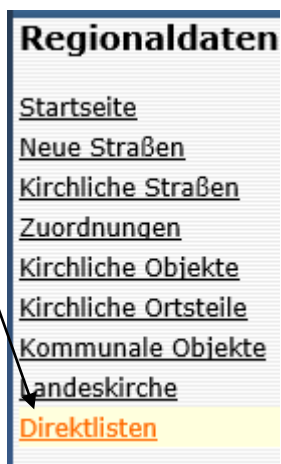 Regionaldaten
Startseite
Neue Straßen
Kirchliche Straßen
Zuordnungen
Kirchliche Objekte
Kirchliche Ortsteile
Kommunale Objekte
Landeskirche
Direktlisten